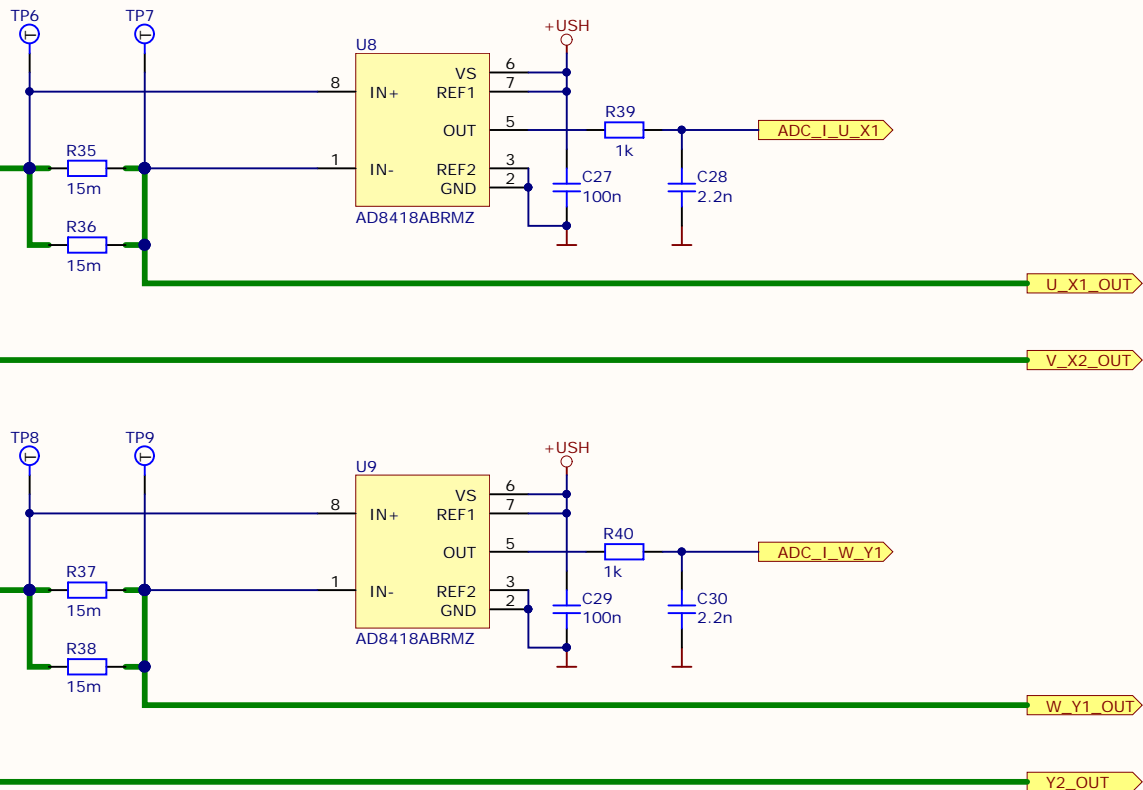 TP6
TP7
+USH
U8
VS
6
REF1
7
8
IN+
OUT
5
R39
1k
ADC_I_U_X1
R35
15m
1
IN-
REF2
3
GND
2
C27
100n
C28
2.2n
AD8418ABRMZ
R36
15m
U_X1_OUT
V_X2_OUT
TP8
TP9
+USH
U9
VS
6
REF1
7
8
IN+
OUT
5
R40
1k
ADC_I_W_Y1
R37
15m
1
IN-
REF2
3
GND
2
C29
100n
C30
2.2n
AD8418ABRMZ
R38
15m
W_Y1_OUT
Y2_OUT